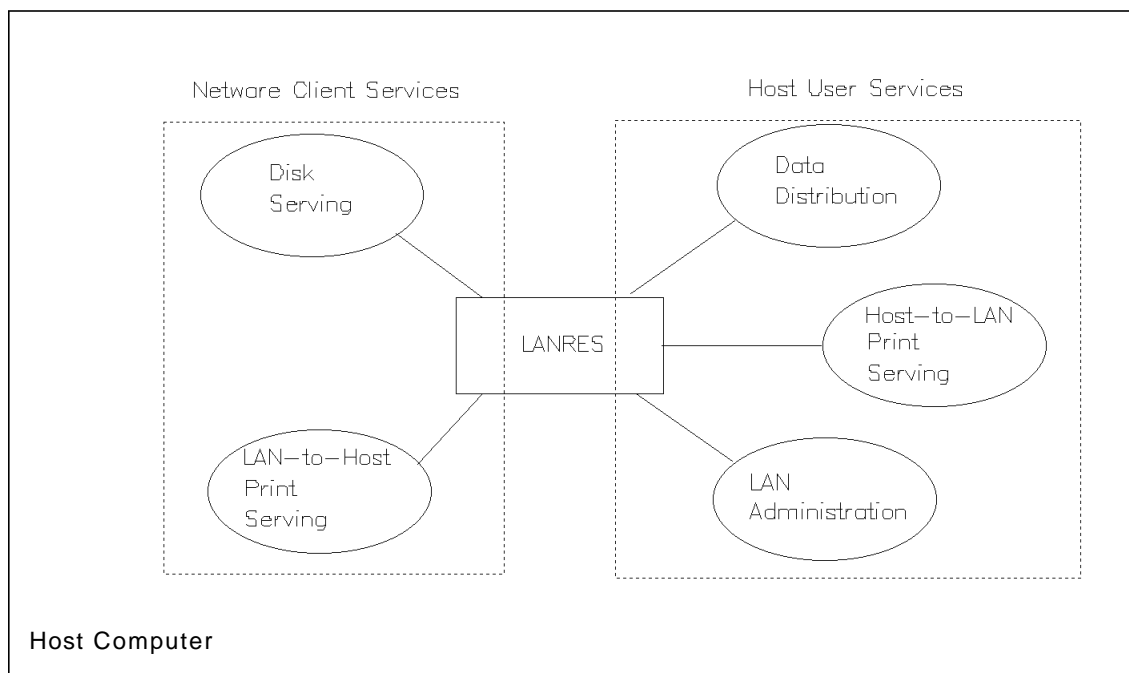 Netware Client Services
Host User Services
Disk
Serving
Data
Distribution
LANRES
Host-to-LAN
Print
Serving
LAN-to-Host
Print
Serving
LAN
Administration
Host Computer